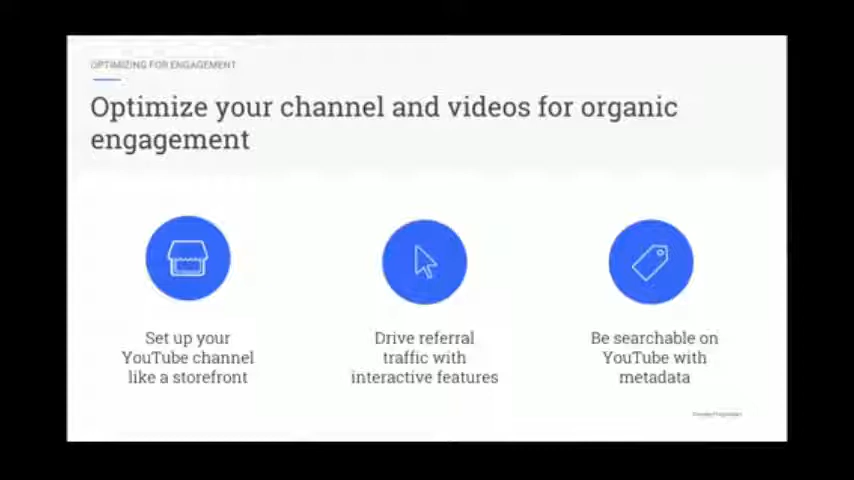 OPTIMIZING FOR ENGAGEMENT
Optimize your channel and videos for organic
engagement
Set up your
YouTube channel
like a storefront
Drive referral
traffic with
interactive features
Be searchable on
YouTube with
metadata